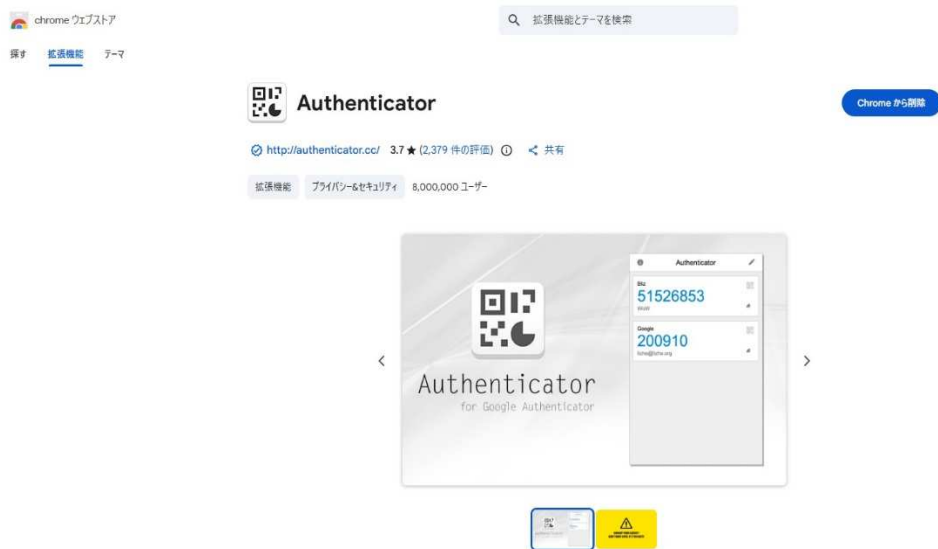 chrome ウェブストア
拡張機能とテーマを検索
探す 拡張機能 テーマ
Authenticator
Chrome から削除
http://authenticator.cc/ 3.7★ (2,379 件の評価) 共有
拡張機能 プライバシー&セキュリティ 8,000,000 ユーザー
Authenticator
51526853
Google
200910
Authenticator
for Google Authenticator